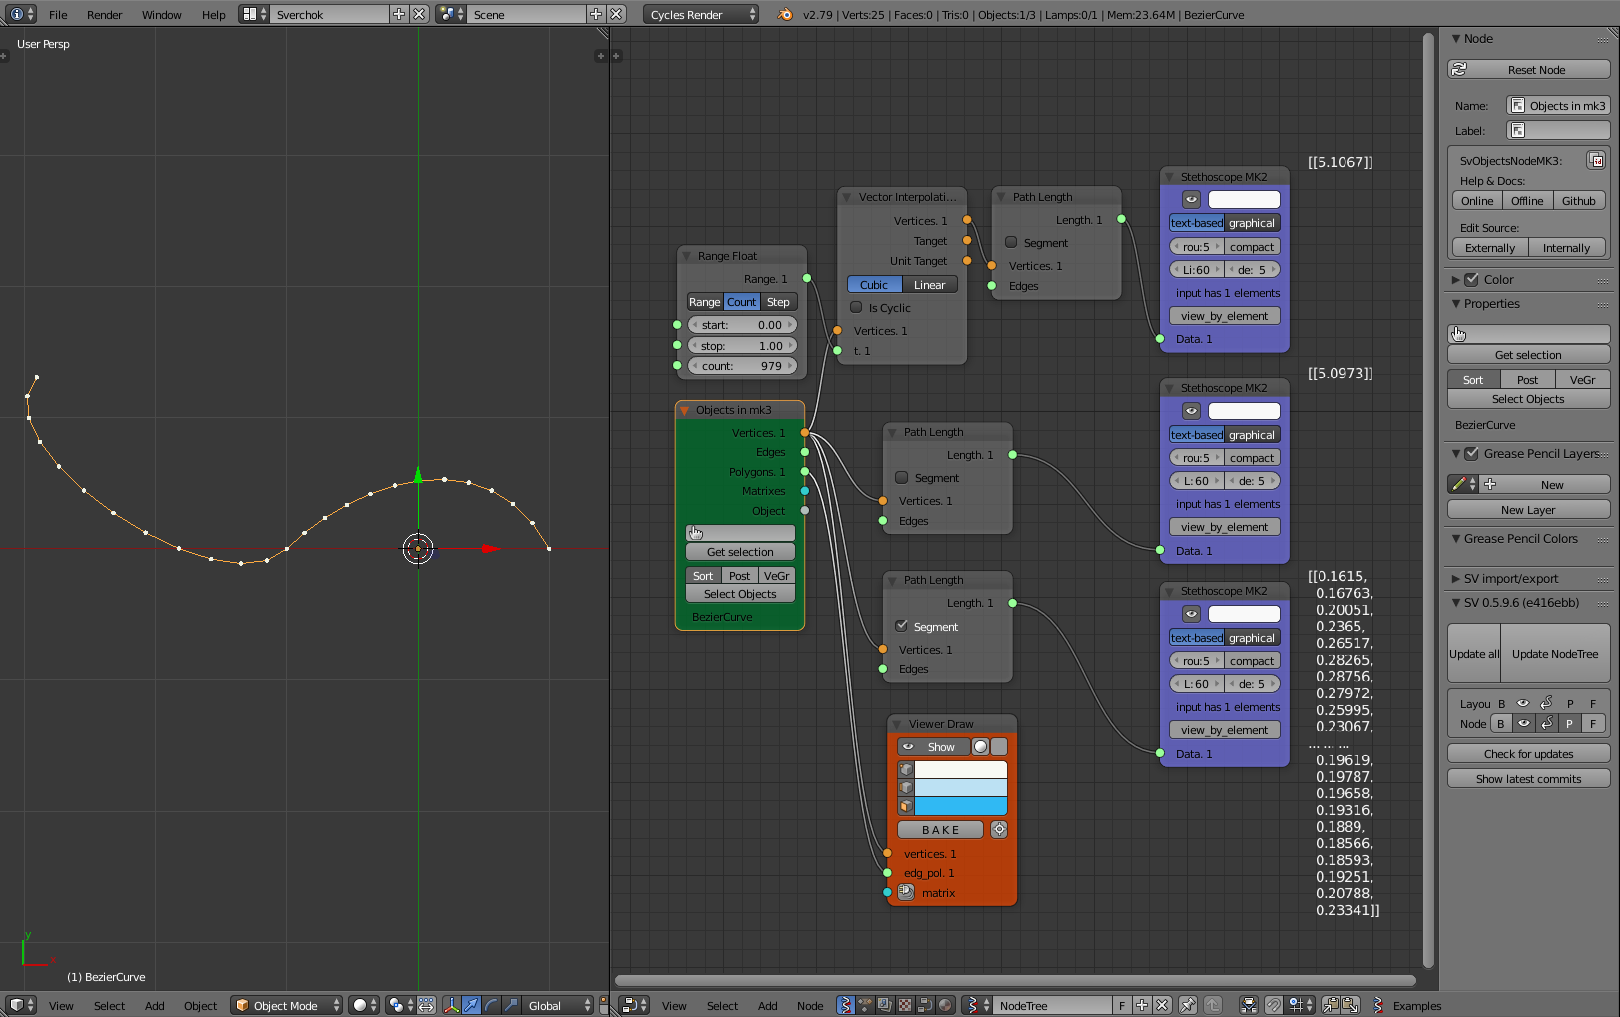 File Render Window Help Sverchok Scene Cycles Render v2.79 | Verts:25 | Faces:0 | Tris:0 | Objects:1/3 | Lamps:0/1 | Mem:23.64M | BezierCurve
User Persp
y
(1) BezierCurve
View Select Add Object Object Mode Global
Range Float
Range. 1
Range Count Step
start: 0.00
stop: 1.00
count: 979
Objects in mk3
Vertices. 1
Edges
Polygons. 1
Matrixes
Object
Get selection
Sort Post VeGr
Select Objects
BezierCurve
Vector Interpolati...
Vertices. 1
Tanget
Unit Tanget
Cubic Linear
Is Cyclic
Vertices. 1
t. 1
Path Length
Length. 1
Segment
Vertices. 1
Edges
Path Length
Length. 1
Segment
Vertices. 1
Edges
Path Length
Length. 1
Segment
Vertices. 1
Edges
Viewer Draw
Show
BAKE
vertices. 1
edg_pol. 1
matrix
Stethoscope MK2
text-based graphical
rou:5 compact
Li:60 de: 5
input has 1 elements
view_by_element
Data. 1
Stethoscope MK2
text-based graphical
rou:5 compact
L:60 de: 5
input has 1 elements
view_by_element
Data. 1
Stethoscope MK2
text-based graphical
rou:5 compact
L:60 de: 5
input has 1 elements
view_by_element
Data. 1
[[5.1067]]
[[5.0973]]
[[0.1615,
0.16763,
0.20051,
0.2365,
0.26517,
0.28265,
0.28756,
0.27972,
0.25995,
0.23067,
... ... ...
0.19619,
0.19787,
0.19658,
0.19316,
0.1889,
0.18566,
0.18593,
0.19251,
0.20788,
0.23341]]
View Select Add Node NodeTree F Examples
Node
Reset Node
Name: Objects in mk3
Label:
SvObjectsNodeMK3:
Help & Docs:
Online Offline Github
Edit Source:
Externally Internally
Color
Properties
Get selection
Sort Post VeGr
Select Objects
BezierCurve
Grease Pencil Layers
New
New Layer
Grease Pencil Colors
SV import/export
SV 0.5.9.6 (e416ebb)
Update all Update NodeTree
Layou B P F
Node B P F
Check for updates
Show latest commits